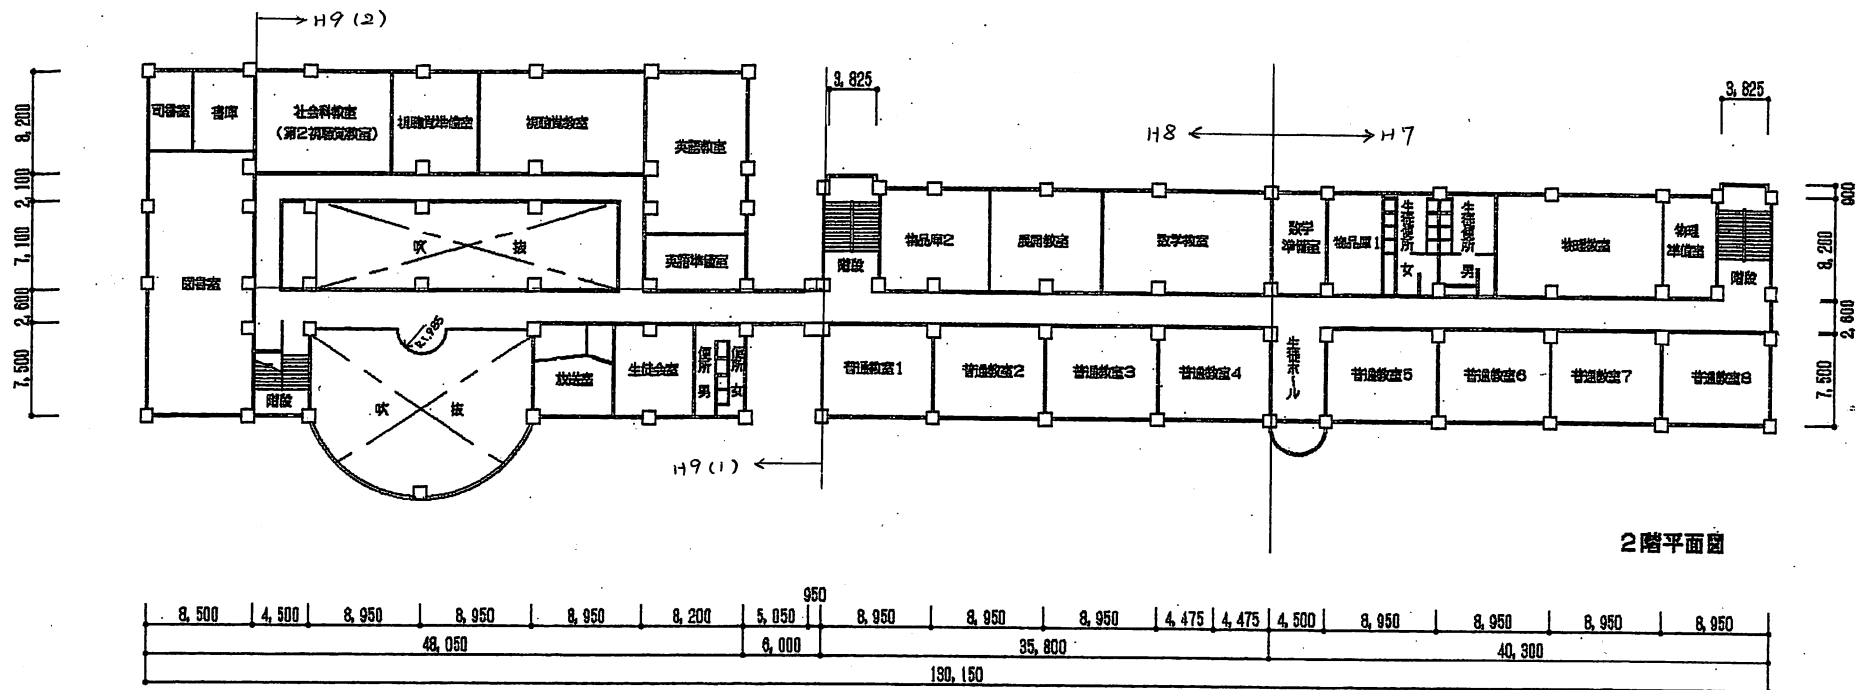 H9(2)
3,825
3,825
H8
H7
司書室
書庫
社会科教室
(第2視聴覚教室)
視聴覚準備室
視聴覚教室
英語教室
8,200
2,100
7,100
2,600
7,500
吹 抜
英語準備室
図書室
階段
物品庫2
展開教室
数学教室
数学
準備室
物品庫1
生徒便所
女
生徒便所
男
物理教室
物理
準備室
階段
900
8,200
2,600
7,500
R1,985
吹 抜
階段
放送室
生徒会室
便所
男
便所
女
普通教室1
普通教室2
普通教室3
普通教室4
生徒ホール
普通教室5
普通教室6
普通教室7
普通教室8
H9(1)
2階平面図
950
8,500 4,500 8,950 8,950 8,950 8,200 5,050 8,950 8,950 8,950 4,475 4,475 4,500 8,950 8,950 8,950 8,950
48,050 6,000 35,800 40,300
130,150